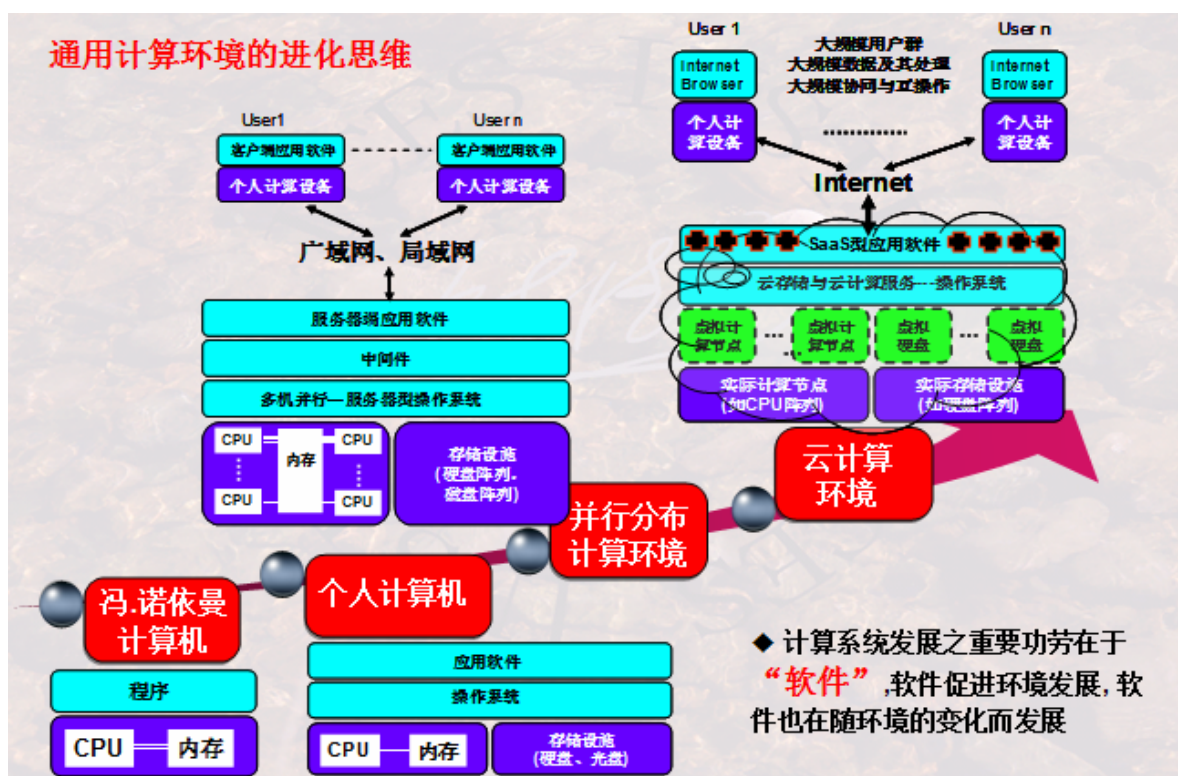 通用计算环境的进化思维
User 1
User n
大规模用户群
大规模数据及其处理
大规模协同与互操作
Internet
Browser
Internet
Browser
个人计
算设备
.............
个人计
算设备
Internet
SaaS型应用软件
云存储与云计算服务---操作系统
虚拟计
算节点
...
虚拟计
算节点
...
虚拟
硬盘
...
虚拟
硬盘
实际计算节点
(如CPU阵列)
实际存储设施
(如硬盘阵列)
User1
User n
客户端应用软件
客户端应用软件
个人计算设备
个人计算设备
广域网、局域网
服务器端应用软件
中间件
多机并行—服务器型操作系统
CPU
CPU
内存
CPU
CPU
存储设施
(硬盘阵列、
磁盘阵列)
冯.诺依曼
计算机
个人计算机
并行分布
计算环境
云计算
环境
程序
CPU
内存
应用软件
操作系统
CPU
内存
存储设施
(硬盘、光盘)
◆ 计算系统发展之重要功劳在于
“软件” ,软件促进环境发展, 软
件也在随环境的变化而发展